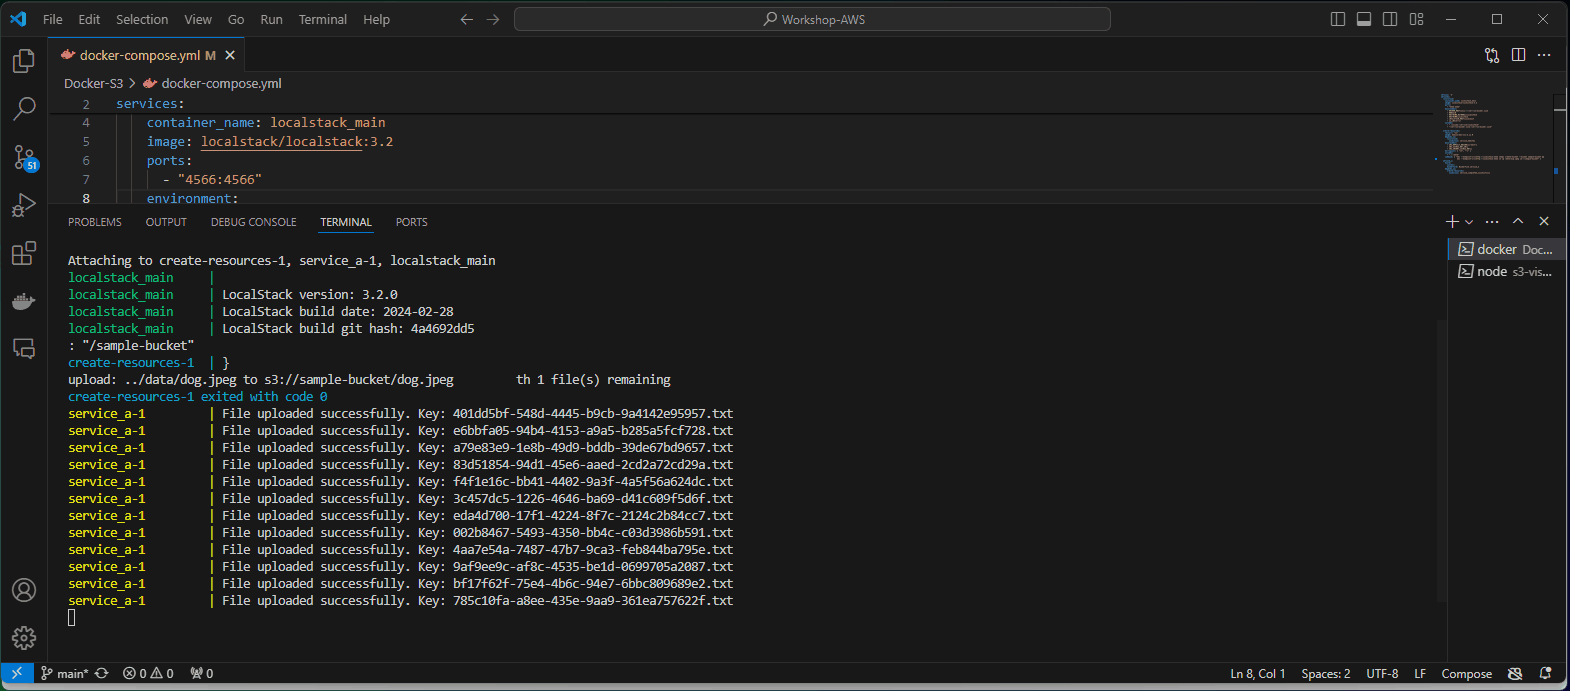 File Edit Selection View Go Run Terminal Help Workshop-AWS
docker-compose.yml M
Docker-S3 > docker-compose.yml
2 services:
4 container_name: localstack_main
5 image: localstack/localstack:3.2
6 ports:
7 - "4566:4566"
8 environment:
51
PROBLEMS OUTPUT DEBUG CONSOLE TERMINAL PORTS
docker Doc...
node s3-vis...
Attaching to create-resources-1, service_a-1, localstack_main
localstack_main |
localstack_main | LocalStack version: 3.2.0
localstack_main | LocalStack build date: 2024-02-28
localstack_main | LocalStack build git hash: 4a4692dd5
: "/sample-bucket"
create-resources-1 | }
upload: ../data/dog.jpeg to s3://sample-bucket/dog.jpeg th 1 file(s) remaining
create-resources-1 exited with code 0
service_a-1 | File uploaded successfully. Key: 401dd5bf-548d-4445-b9cb-9a4142e95957.txt
service_a-1 | File uploaded successfully. Key: e6bbfa05-94b4-4153-a9a5-b285a5fcf728.txt
service_a-1 | File uploaded successfully. Key: a79e83e9-1e8b-49d9-bddb-39de67bd9657.txt
service_a-1 | File uploaded successfully. Key: 83d51854-94d1-45e6-aaed-2cd2a72cd29a.txt
service_a-1 | File uploaded successfully. Key: f4f1e16c-bb41-4402-9a3f-4a5f56a624dc.txt
service_a-1 | File uploaded successfully. Key: 3c457dc5-1226-4646-ba69-d41c609f5d6f.txt
service_a-1 | File uploaded successfully. Key: eda4d700-17f1-4224-8f7c-2124c2b84cc7.txt
service_a-1 | File uploaded successfully. Key: 002b8467-5493-4350-bb4c-c03d3986b591.txt
service_a-1 | File uploaded successfully. Key: 4aa7e54a-7487-47b7-9ca3-feb844ba795e.txt
service_a-1 | File uploaded successfully. Key: 9af9ee9c-af8c-4535-be1d-0699705a2087.txt
service_a-1 | File uploaded successfully. Key: bf17f62f-75e4-4b6c-94e7-6bbc809689e2.txt
service_a-1 | File uploaded successfully. Key: 785c10fa-a8ee-435e-9aa9-361ea757622f.txt
main* 0 0 0 Ln 8, Col 1 Spaces: 2 UTF-8 LF Compose